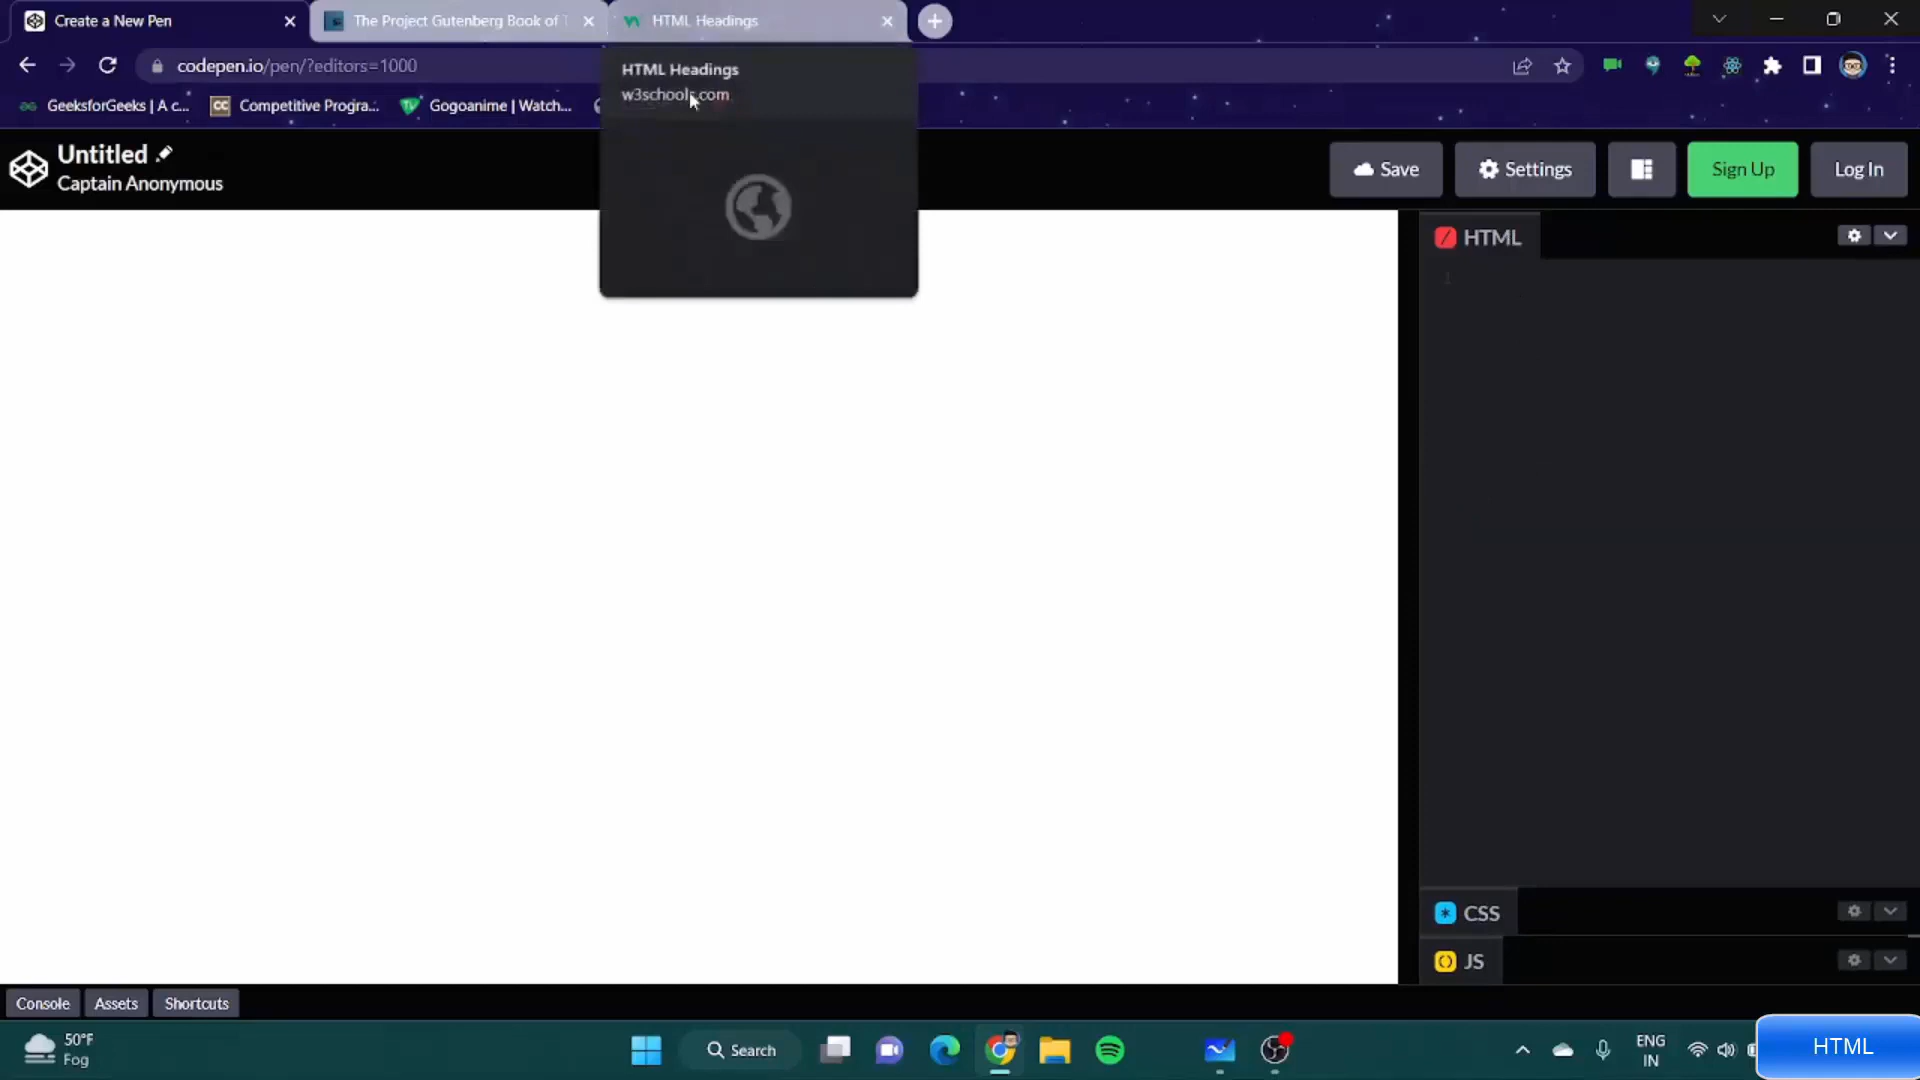 Create a New Pen
The Project Gutenberg Book of
HTML Headings
codepen.io/pen/?editors=1000
HTML Headings
w3schools.com
GeeksforGeeks | A c...
Competitive Progra...
Gogoanime | Watch...
Untitled
Captain Anonymous
Save
Settings
Sign Up
Log In
HTML
1
CSS
JS
Console
Assets
Shortcuts
50°F
Fog
Search
ENG
IN
HTML